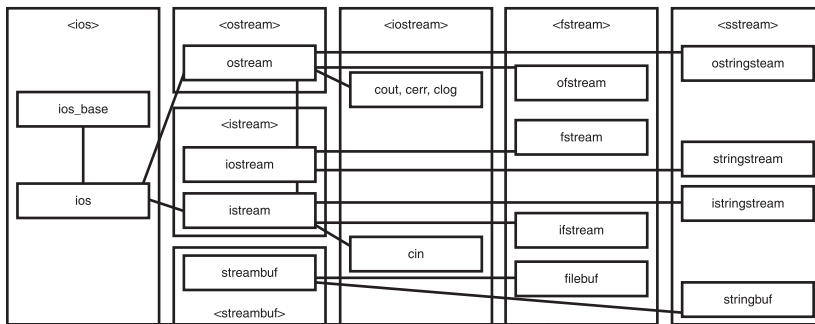 <ios>
ios_base
ios
<ostream>
ostream
<istream>
iostream
istream
streambuf
<streambuf>
<iostream>
cout, cerr, clog
cin
<fstream>
ofstream
fstream
ifstream
filebuf
<sstream>
ostringsteam
stringstream
istringstream
stringbuf